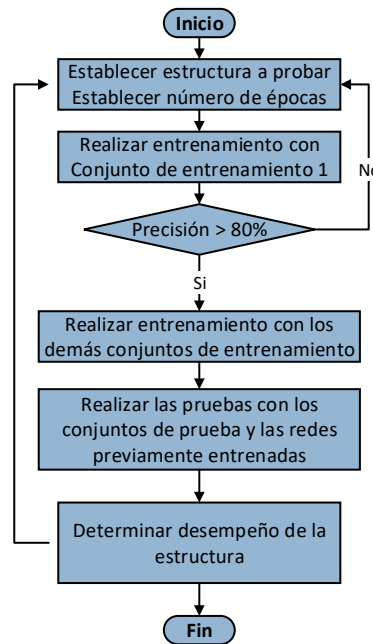 Inicio
Establecer estructura a probar
Establecer número de épocas
Realizar entrenamiento con
Conjunto de entrenamiento 1
No
Precisión > 80%
Si
Realizar entrenamiento con los
demás conjuntos de entrenamiento
Realizar las pruebas con los
conjuntos de prueba y las redes
previamente entrenadas
Determinar desempeño de la
estructura
Fin